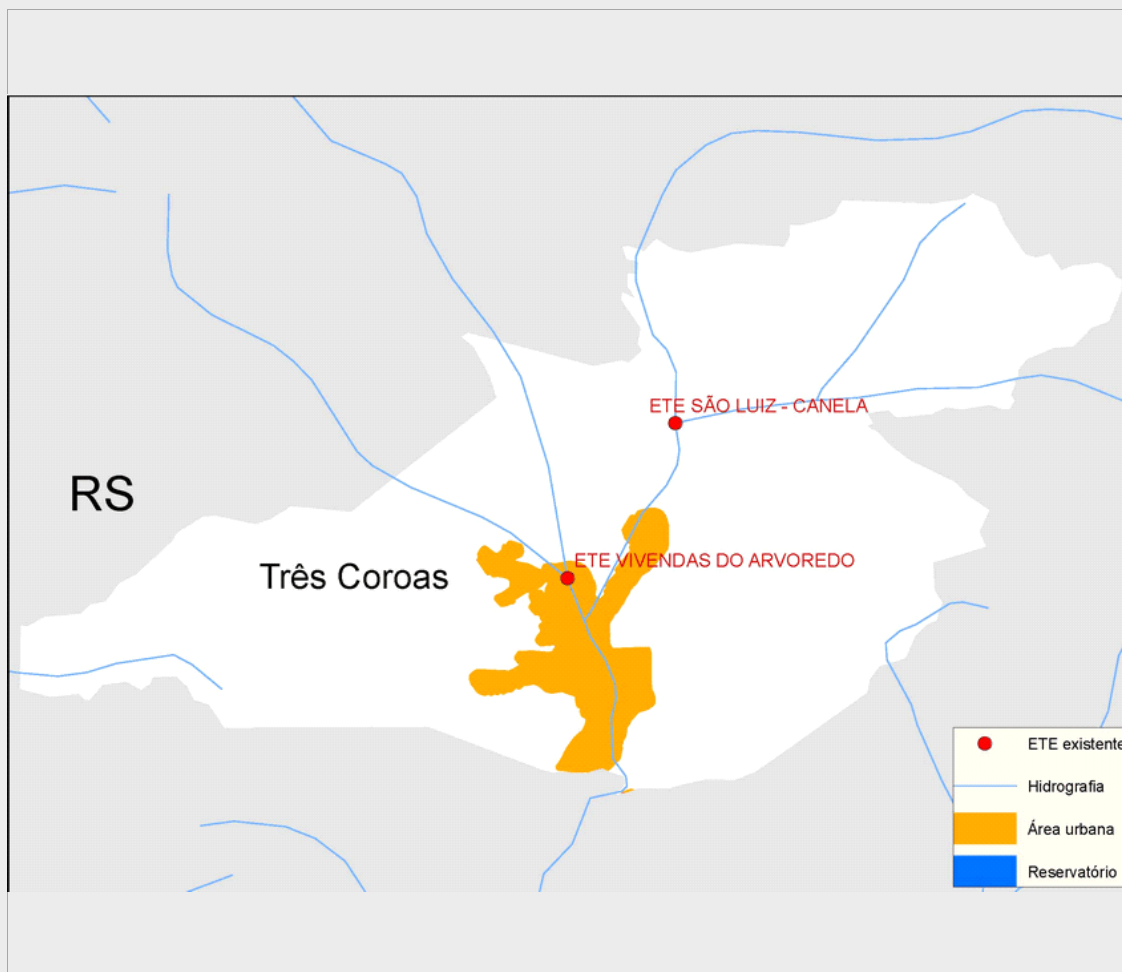 ETE SÃO LUIZ - CANELA
RS
ETE VIVENDAS DO ARVOREDO
Três Coroas
ETE existente
Hidrografia
Área urbana
Reservatório